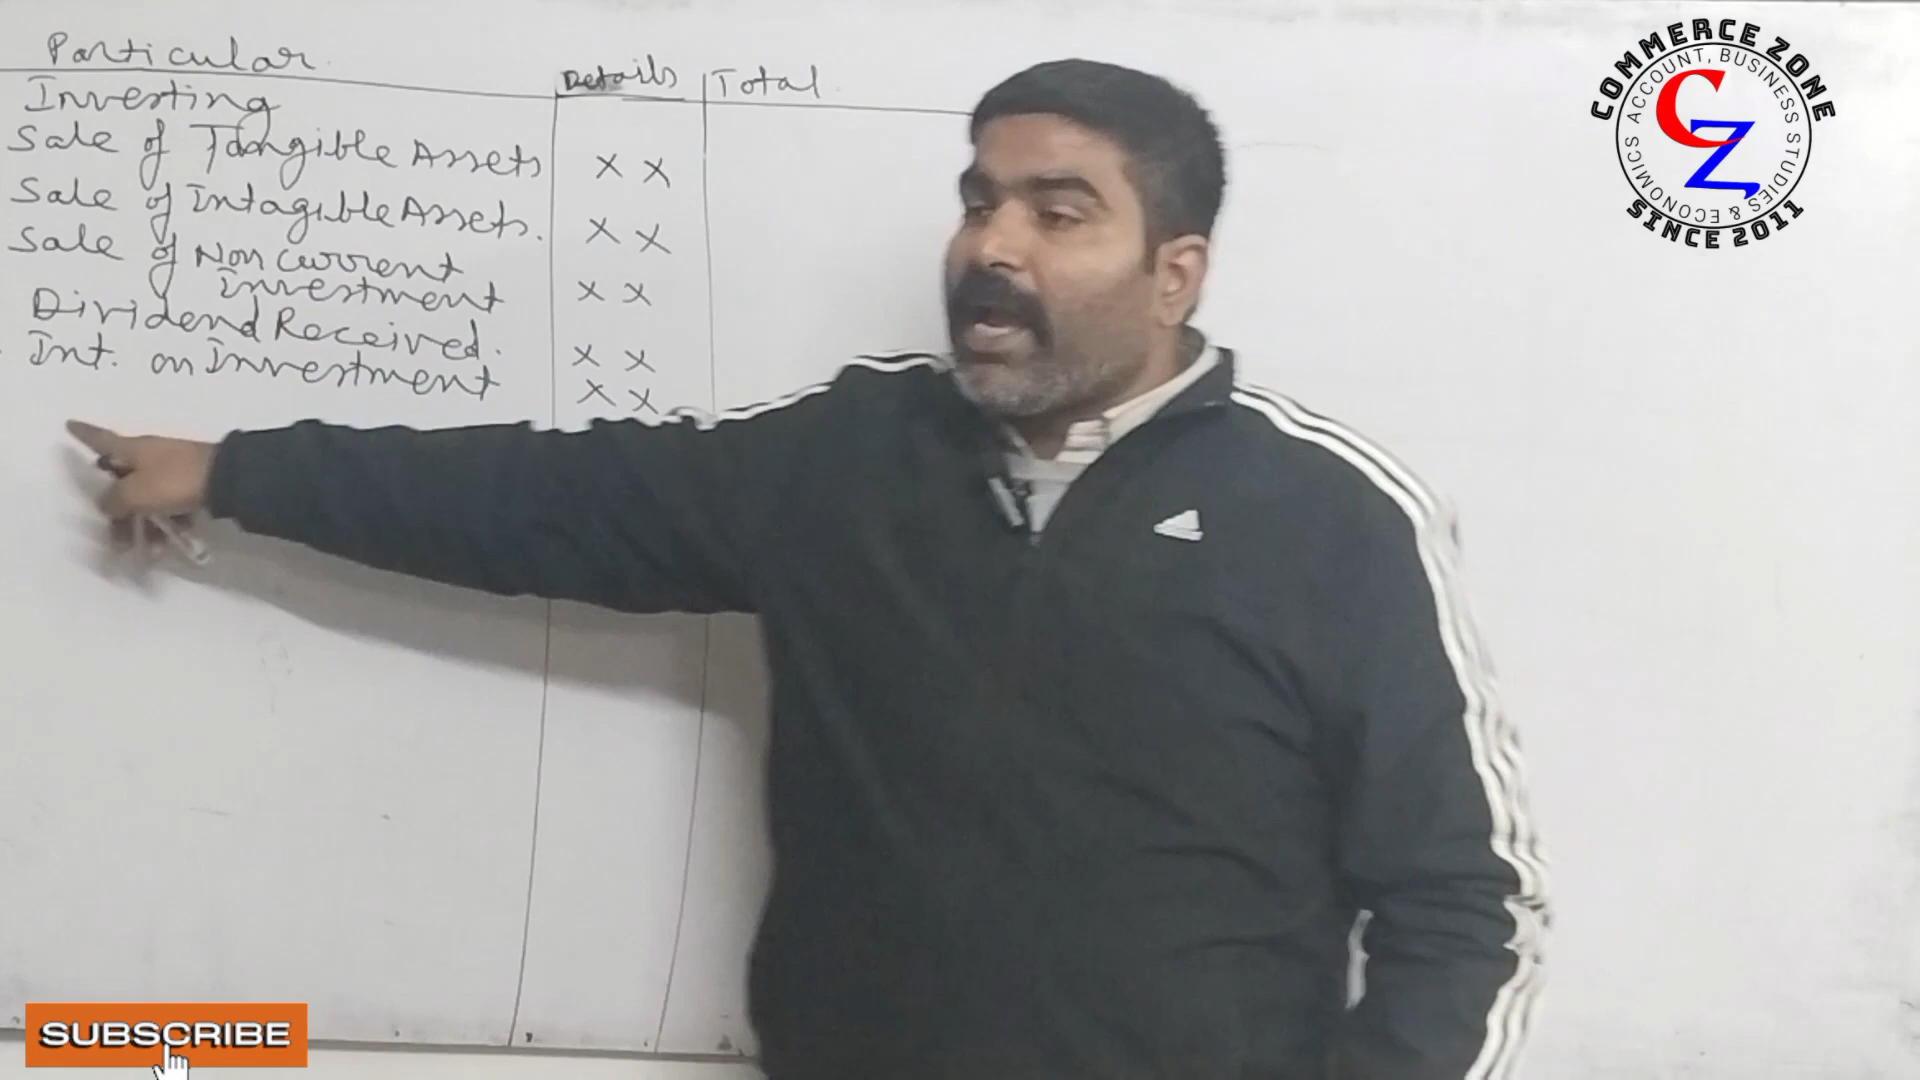 Particular
Details
Total
Investing
Sale of Tangible Assets x x
Sale of Intagible Assets. x x
Sale of Non current
Investment x x
Dividend Received. x x
Int. on Investment x x
COMMERCE ZONE
ACCOUNT, BUSINESS STUDIES & ECONOMICS
CZ
SINCE 2011
SUBSCRIBE